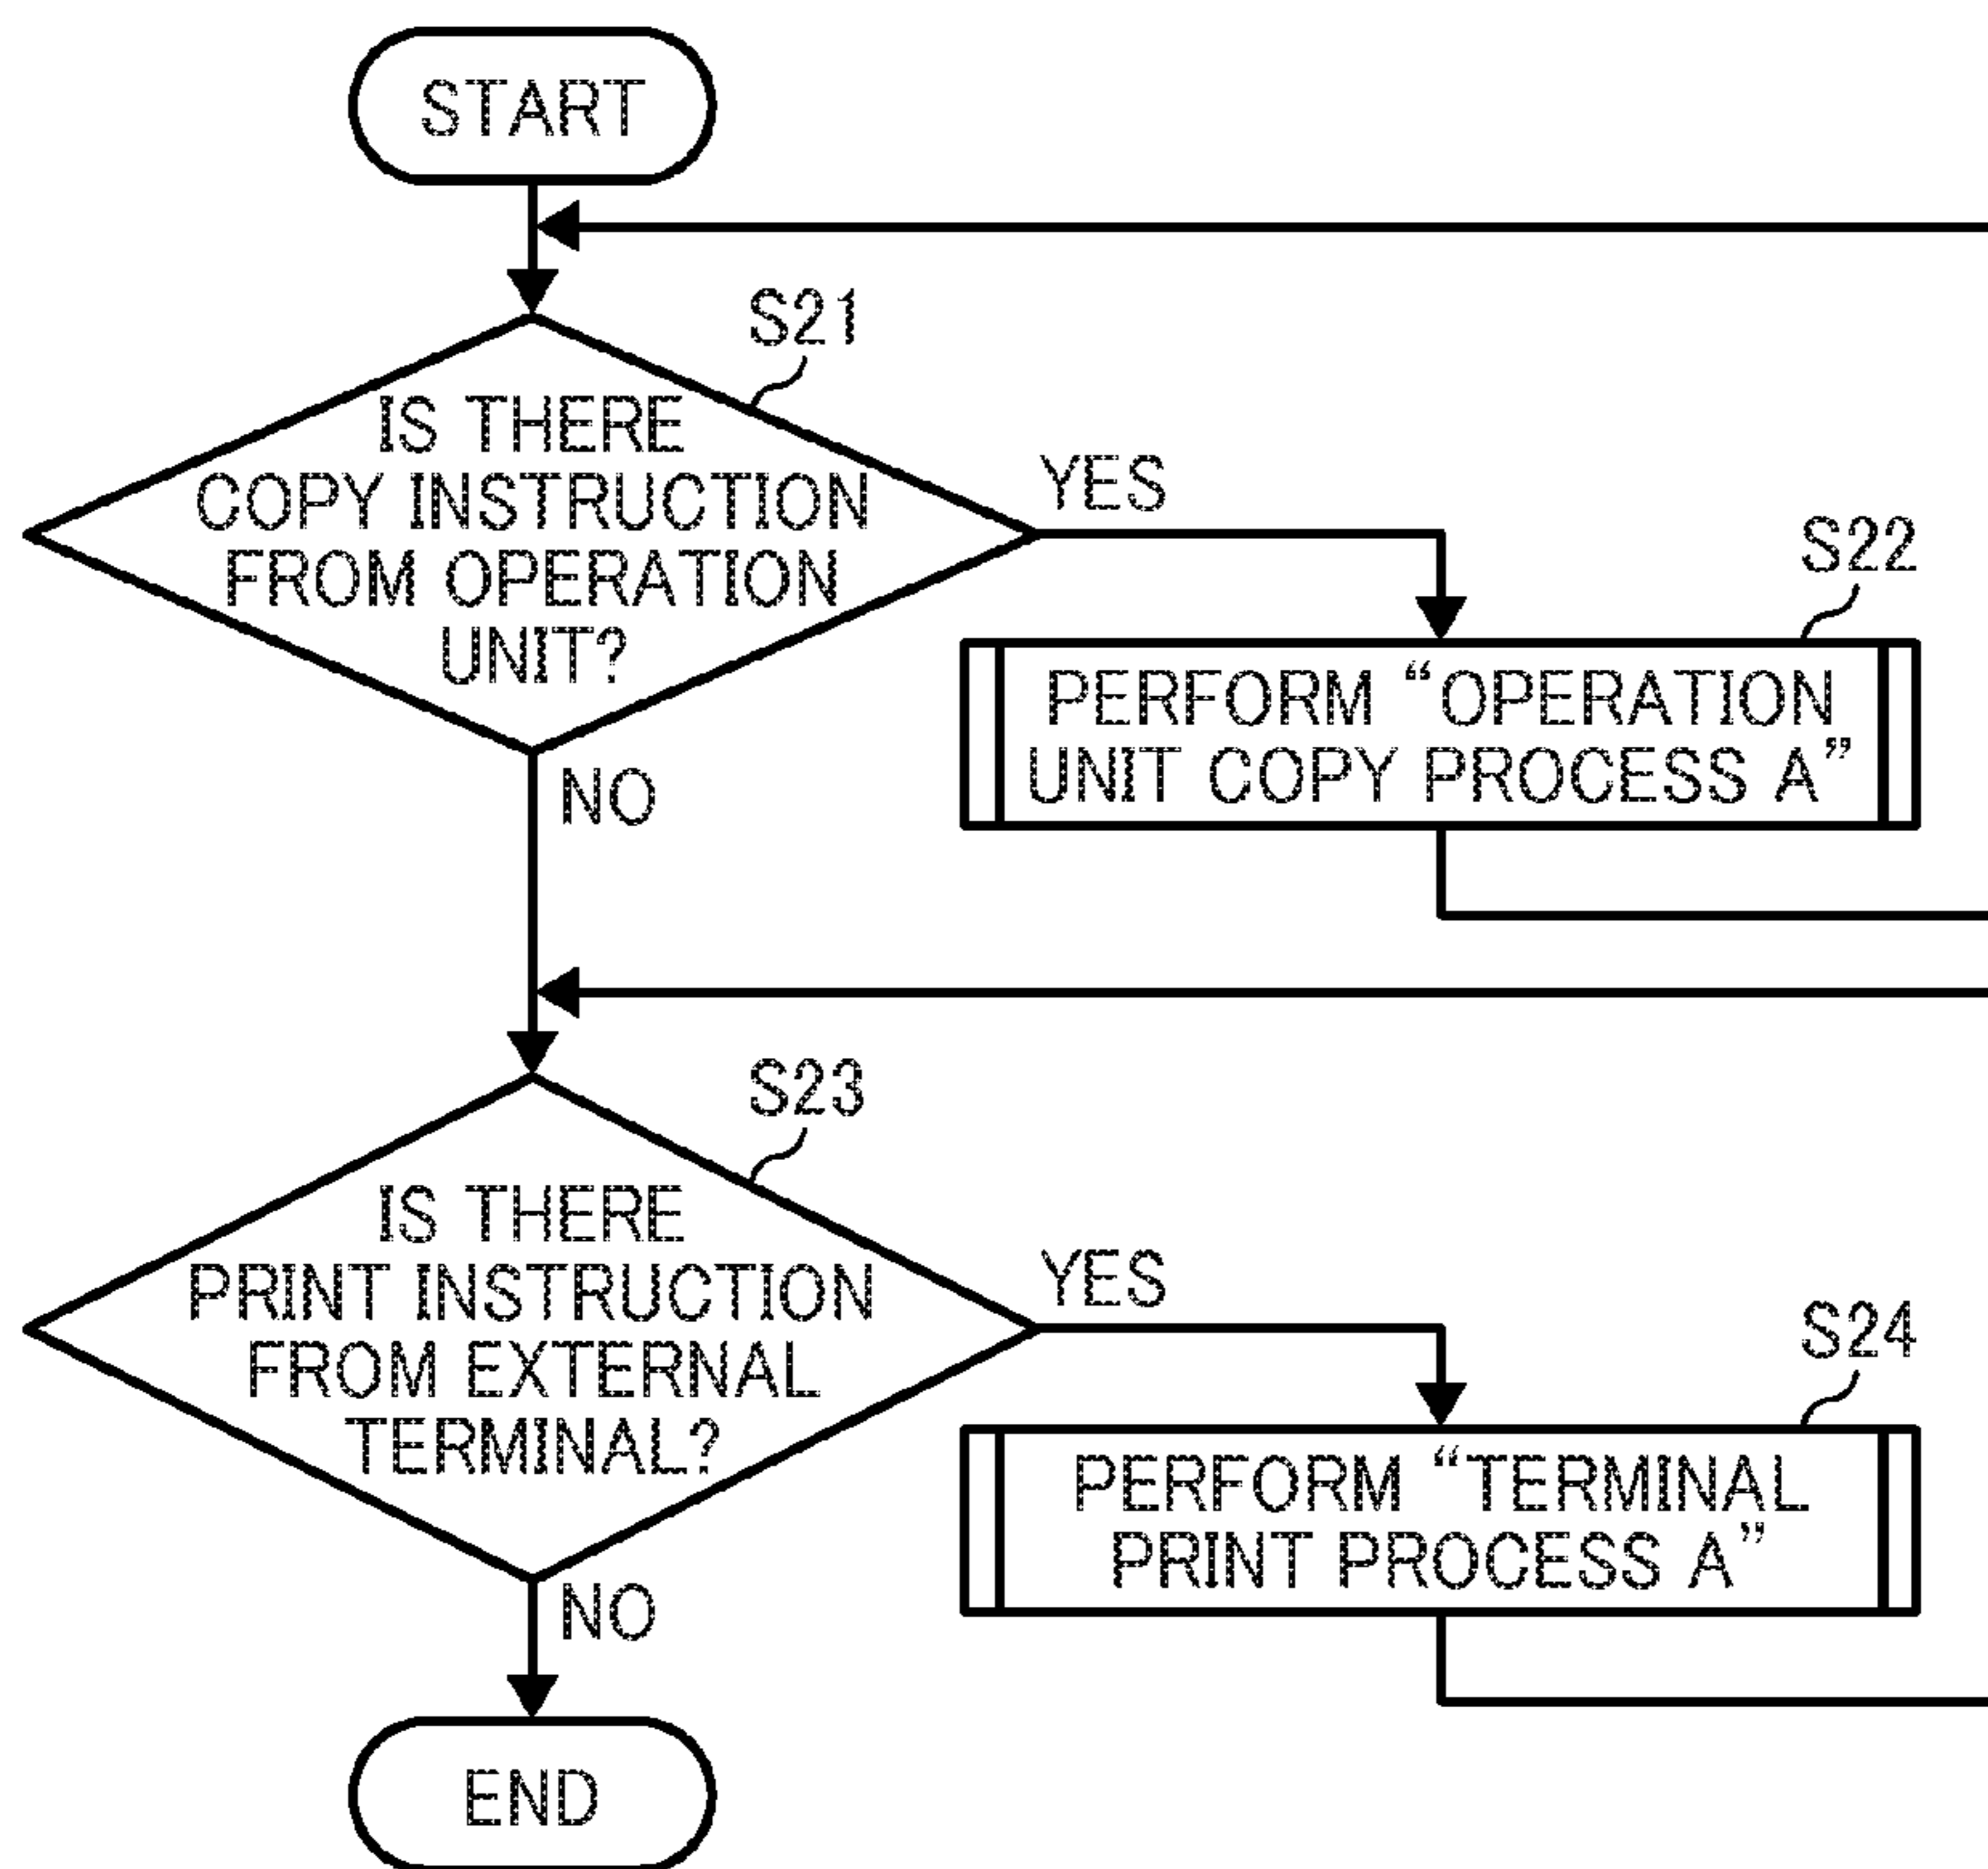 START
S21
IS THERE
COPY INSTRUCTION
FROM OPERATION
UNIT?
YES
NO
S22
PERFORM “OPERATION
UNIT COPY PROCESS A”
S23
IS THERE
PRINT INSTRUCTION
FROM EXTERNAL
TERMINAL?
YES
NO
S24
PERFORM “TERMINAL
PRINT PROCESS A”
END